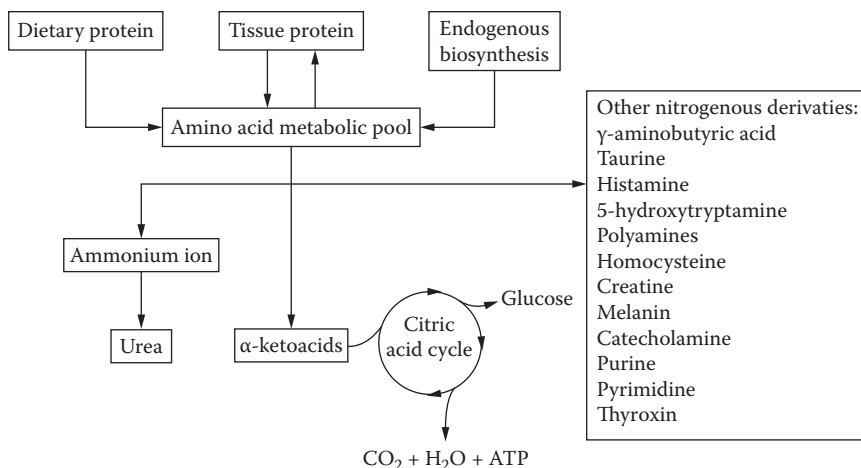 Dietary protein
Tissue protein
Endogenous
biosynthesis
Amino acid metabolic pool
Other nitrogenous derivaties:
γ-aminobutyric acid
Taurine
Histamine
5-hydroxytryptamine
Polyamines
Homocysteine
Creatine
Melanin
Catecholamine
Purine
Pyrimidine
Thyroxin
Ammonium ion
Urea
α-ketoacids
Citric
acid cycle
Glucose
CO₂ + H₂O + ATP